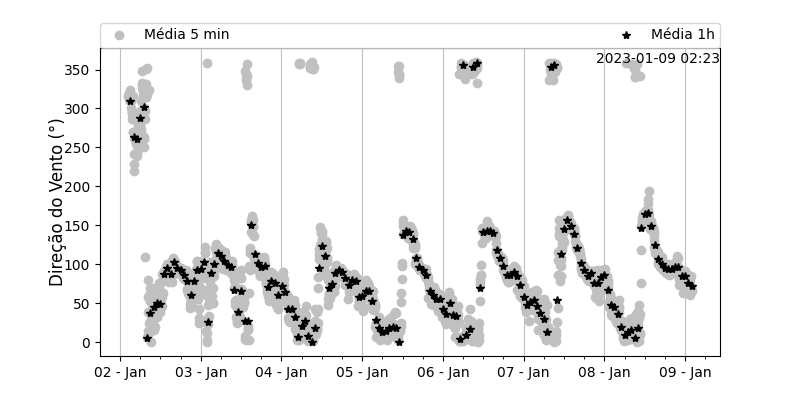 Média 5 min
Média 1h
2023-01-09 02:23
Direção do Vento (°)
350
300
250
200
150
100
50
0
02 - Jan
03 - Jan
04 - Jan
05 - Jan
06 - Jan
07 - Jan
08 - Jan
09 - Jan